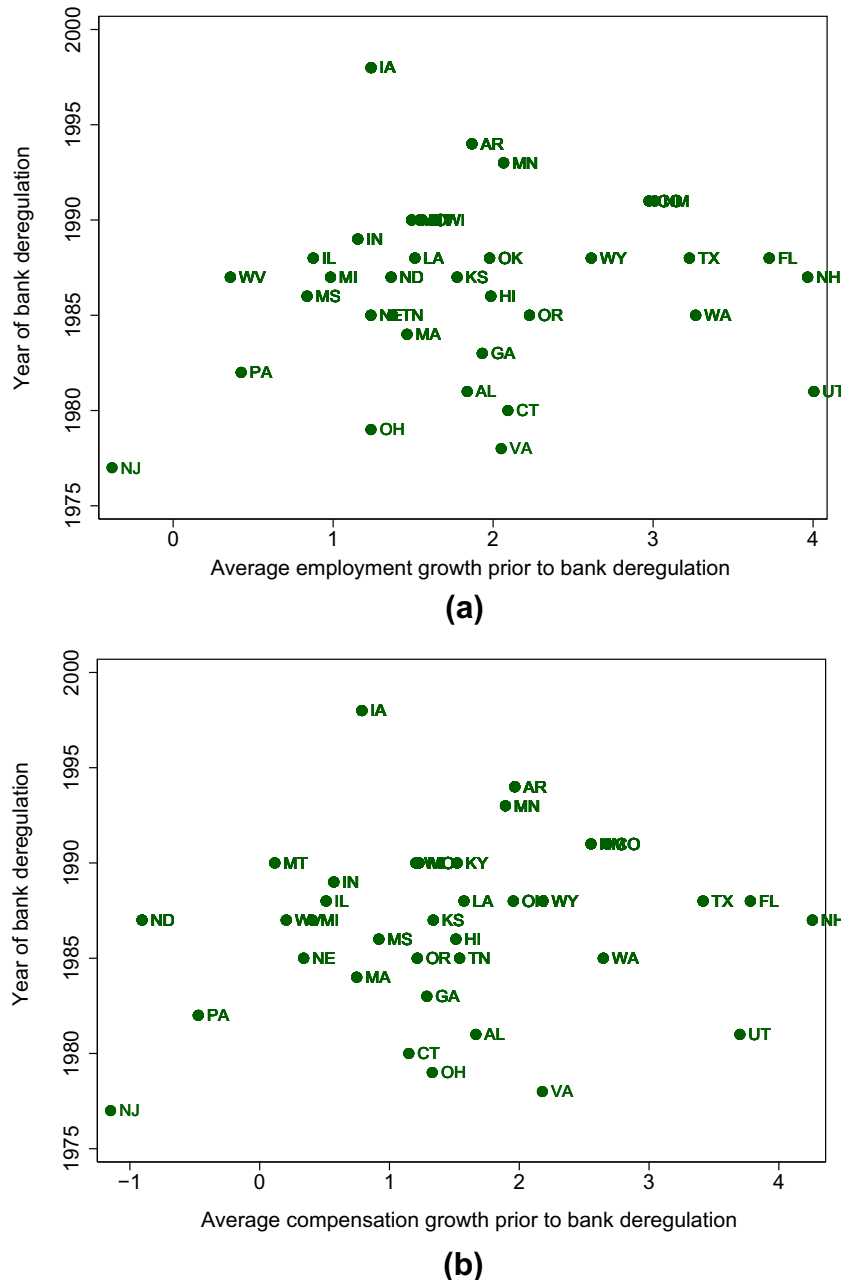 2000
IA
1995
AR
MN
1990
IN
IL
LA
OK
WY
TX
FL
WV
MI
ND
KS
NH
MS
HI
1985
NE
TN
OR
WA
MA
GA
PA
AL
UT
1980
CT
OH
VA
NJ
1975
Year of bank deregulation
0 1 2 3 4
Average employment growth prior to bank deregulation
(a)
2000
IA
1995
AR
MN
CO
1990
MT
KY
IN
IL
LA
WY
TX
FL
ND
MI
KS
NH
MS
HI
1985
NE
OR
TN
WA
MA
GA
PA
AL
UT
1980
CT
OH
VA
NJ
1975
Year of bank deregulation
−1 0 1 2 3 4
Average compensation growth prior to bank deregulation
(b)